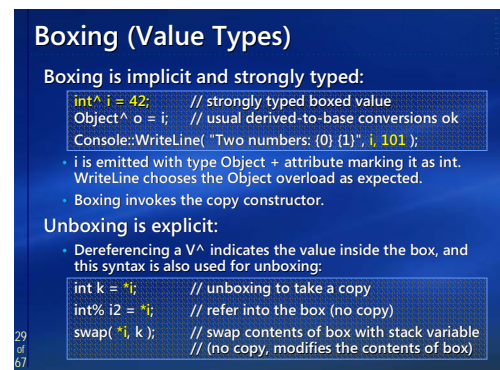 Boxing (Value Types)
Boxing is implicit and strongly typed:
int^ i = 42; // strongly typed boxed value
Object^ o = i; // usual derived-to-base conversions ok
Console::WriteLine( "Two numbers: {0} {1}", i, 101 );
• i is emitted with type Object + attribute marking it as int.
WriteLine chooses the Object overload as expected.
• Boxing invokes the copy constructor.
Unboxing is explicit:
• Dereferencing a V^ indicates the value inside the box, and
this syntax is also used for unboxing:
int k = *i; // unboxing to take a copy
int% i2 = *i; // refer into the box (no copy)
swap( *i, k ); // swap contents of box with stack variable
// (no copy, modifies the contents of box)
29
of
67